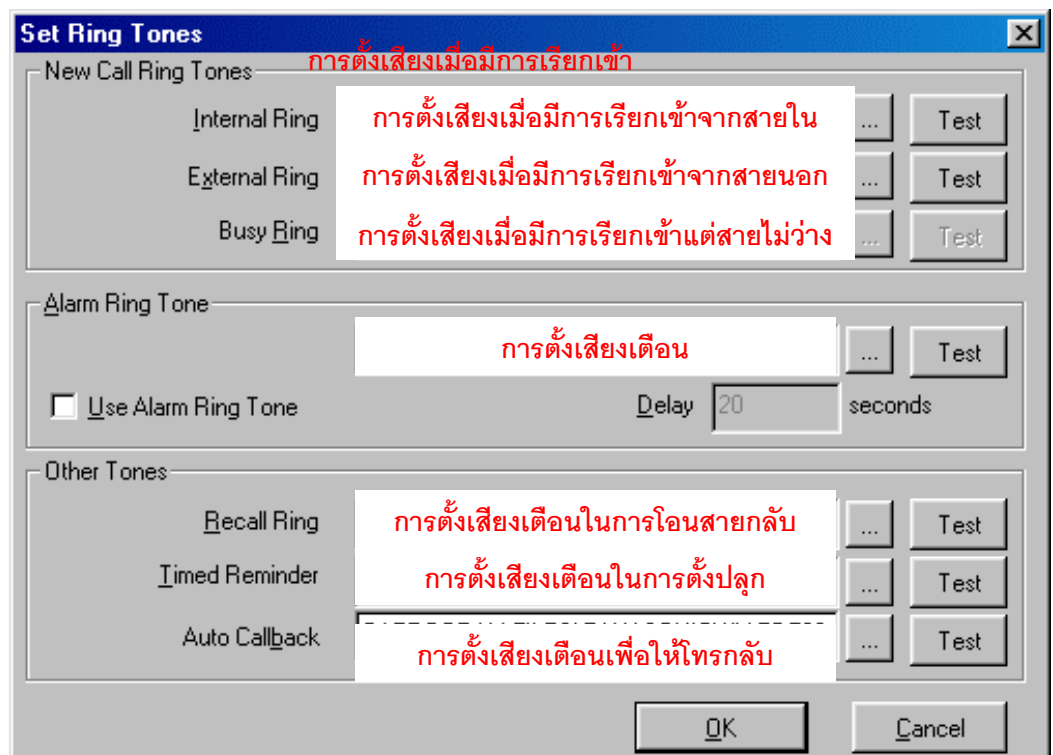 Set Ring Tones
การตั้งเสียงเมื่อมีการเรียกเข้า
New Call Ring Tones
Internal Ring การตั้งเสียงเมื่อมีการเรียกเข้าจากสายใน ... Test
External Ring การตั้งเสียงเมื่อมีการเรียกเข้าจากสายนอก ... Test
Busy Ring การตั้งเสียงเมื่อมีการเรียกเข้าแต่สายไม่ว่าง ... Test
Alarm Ring Tone
การตั้งเสียงเตือน ... Test
Use Alarm Ring Tone Delay 20 seconds
Other Tones
Recall Ring การตั้งเสียงเตือนในการโอนสายกลับ ... Test
Timed Reminder การตั้งเสียงเตือนในการตั้งปลุก ... Test
Auto Callback การตั้งเสียงเตือนเพื่อให้โทรกลับ ... Test
OK Cancel